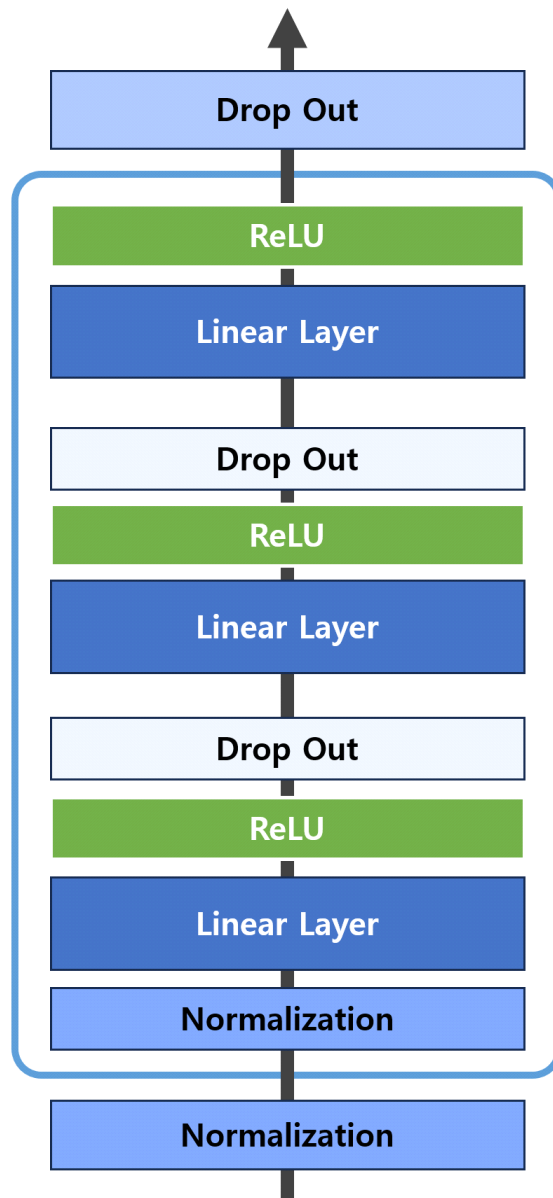 Drop Out
ReLU
Linear Layer
Drop Out
ReLU
Linear Layer
Drop Out
ReLU
Linear Layer
Normalization
Normalization